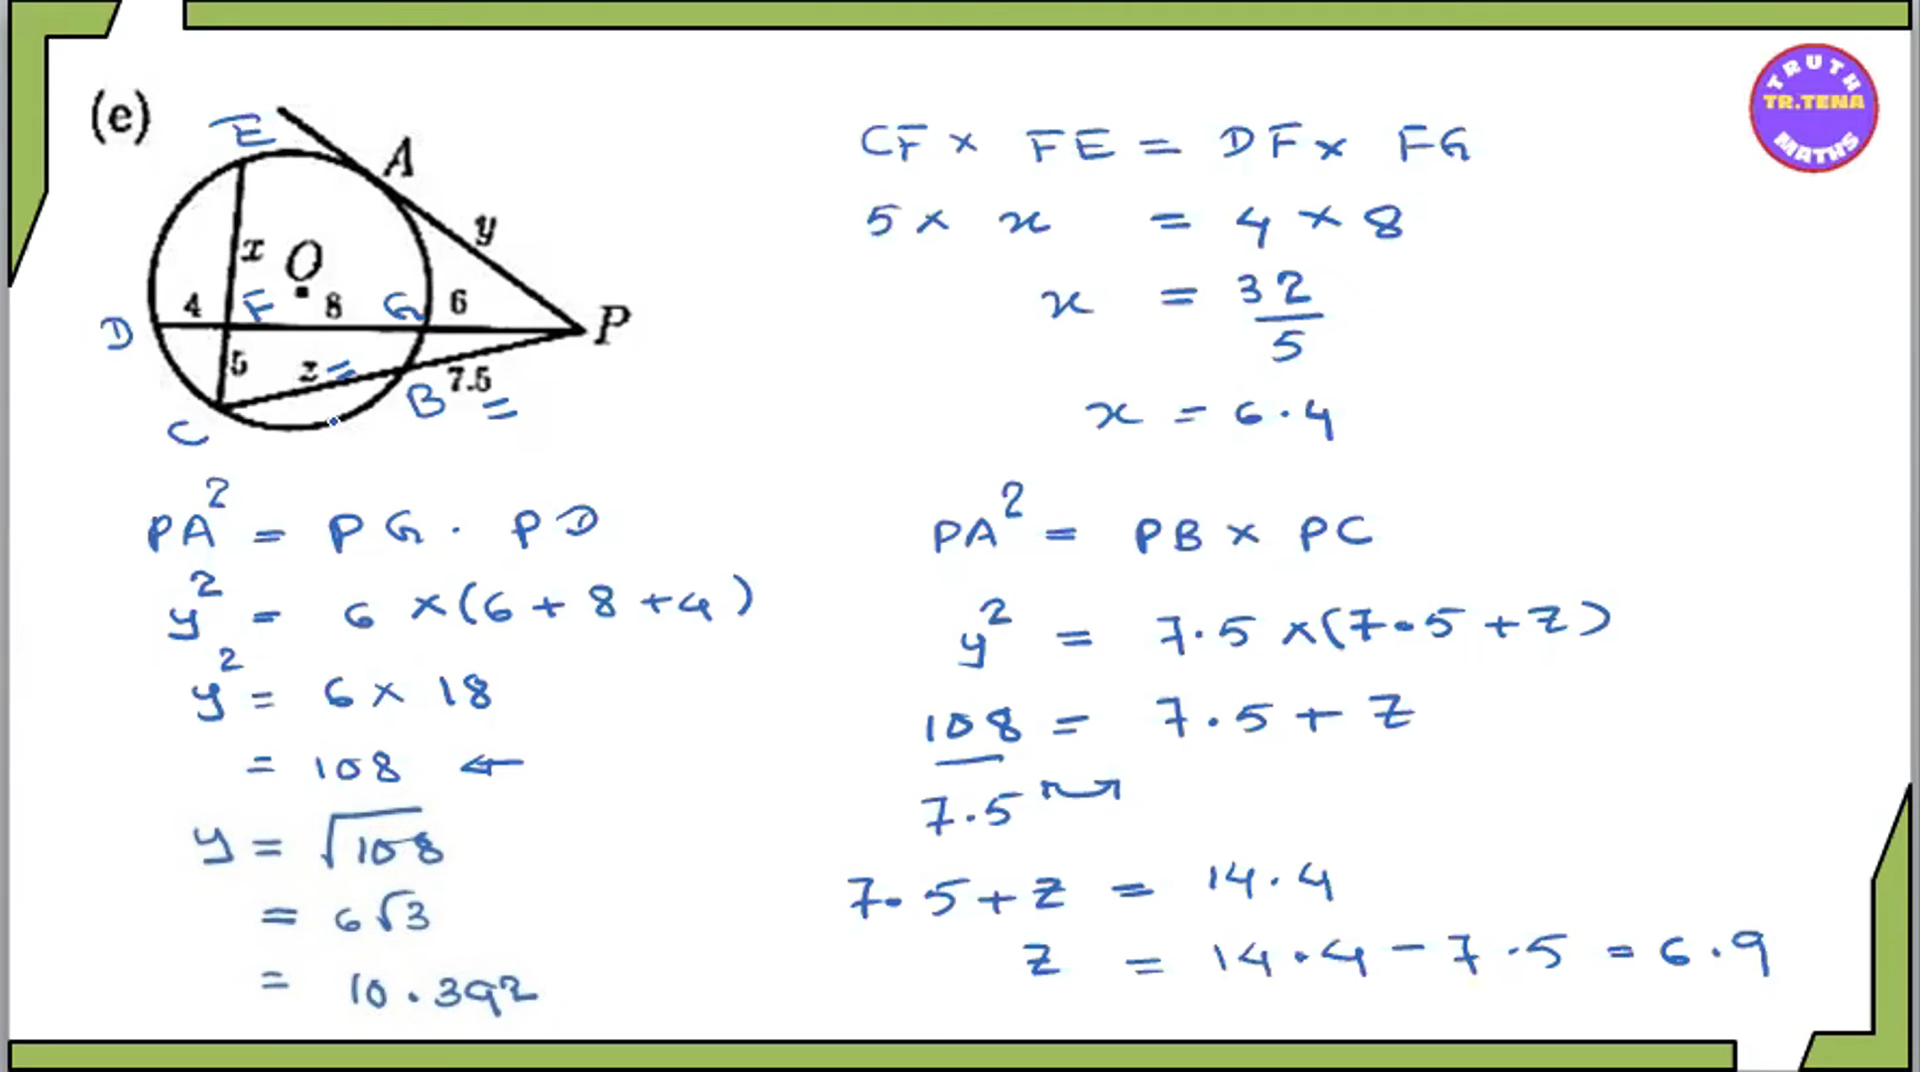 (e)
E
A
y
x
O
4
F
8
G
6
D
P
5
z =
B
7.5
=
C
TRUTH
TR.TENA
MATHS
CF × FE = DF × FG
5 × x = 4 × 8
x = 32/5
x = 6.4
PA² = PG . PD
y² = 6 × (6 + 8 + 4)
y² = 6 × 18
= 108 ←
y = √108
= 6√3
= 10.392
PA² = PB × PC
y² = 7.5 × (7.5 + z)
108/7.5 = 7.5 + z
7.5 + z = 14.4
z = 14.4 - 7.5 = 6.9